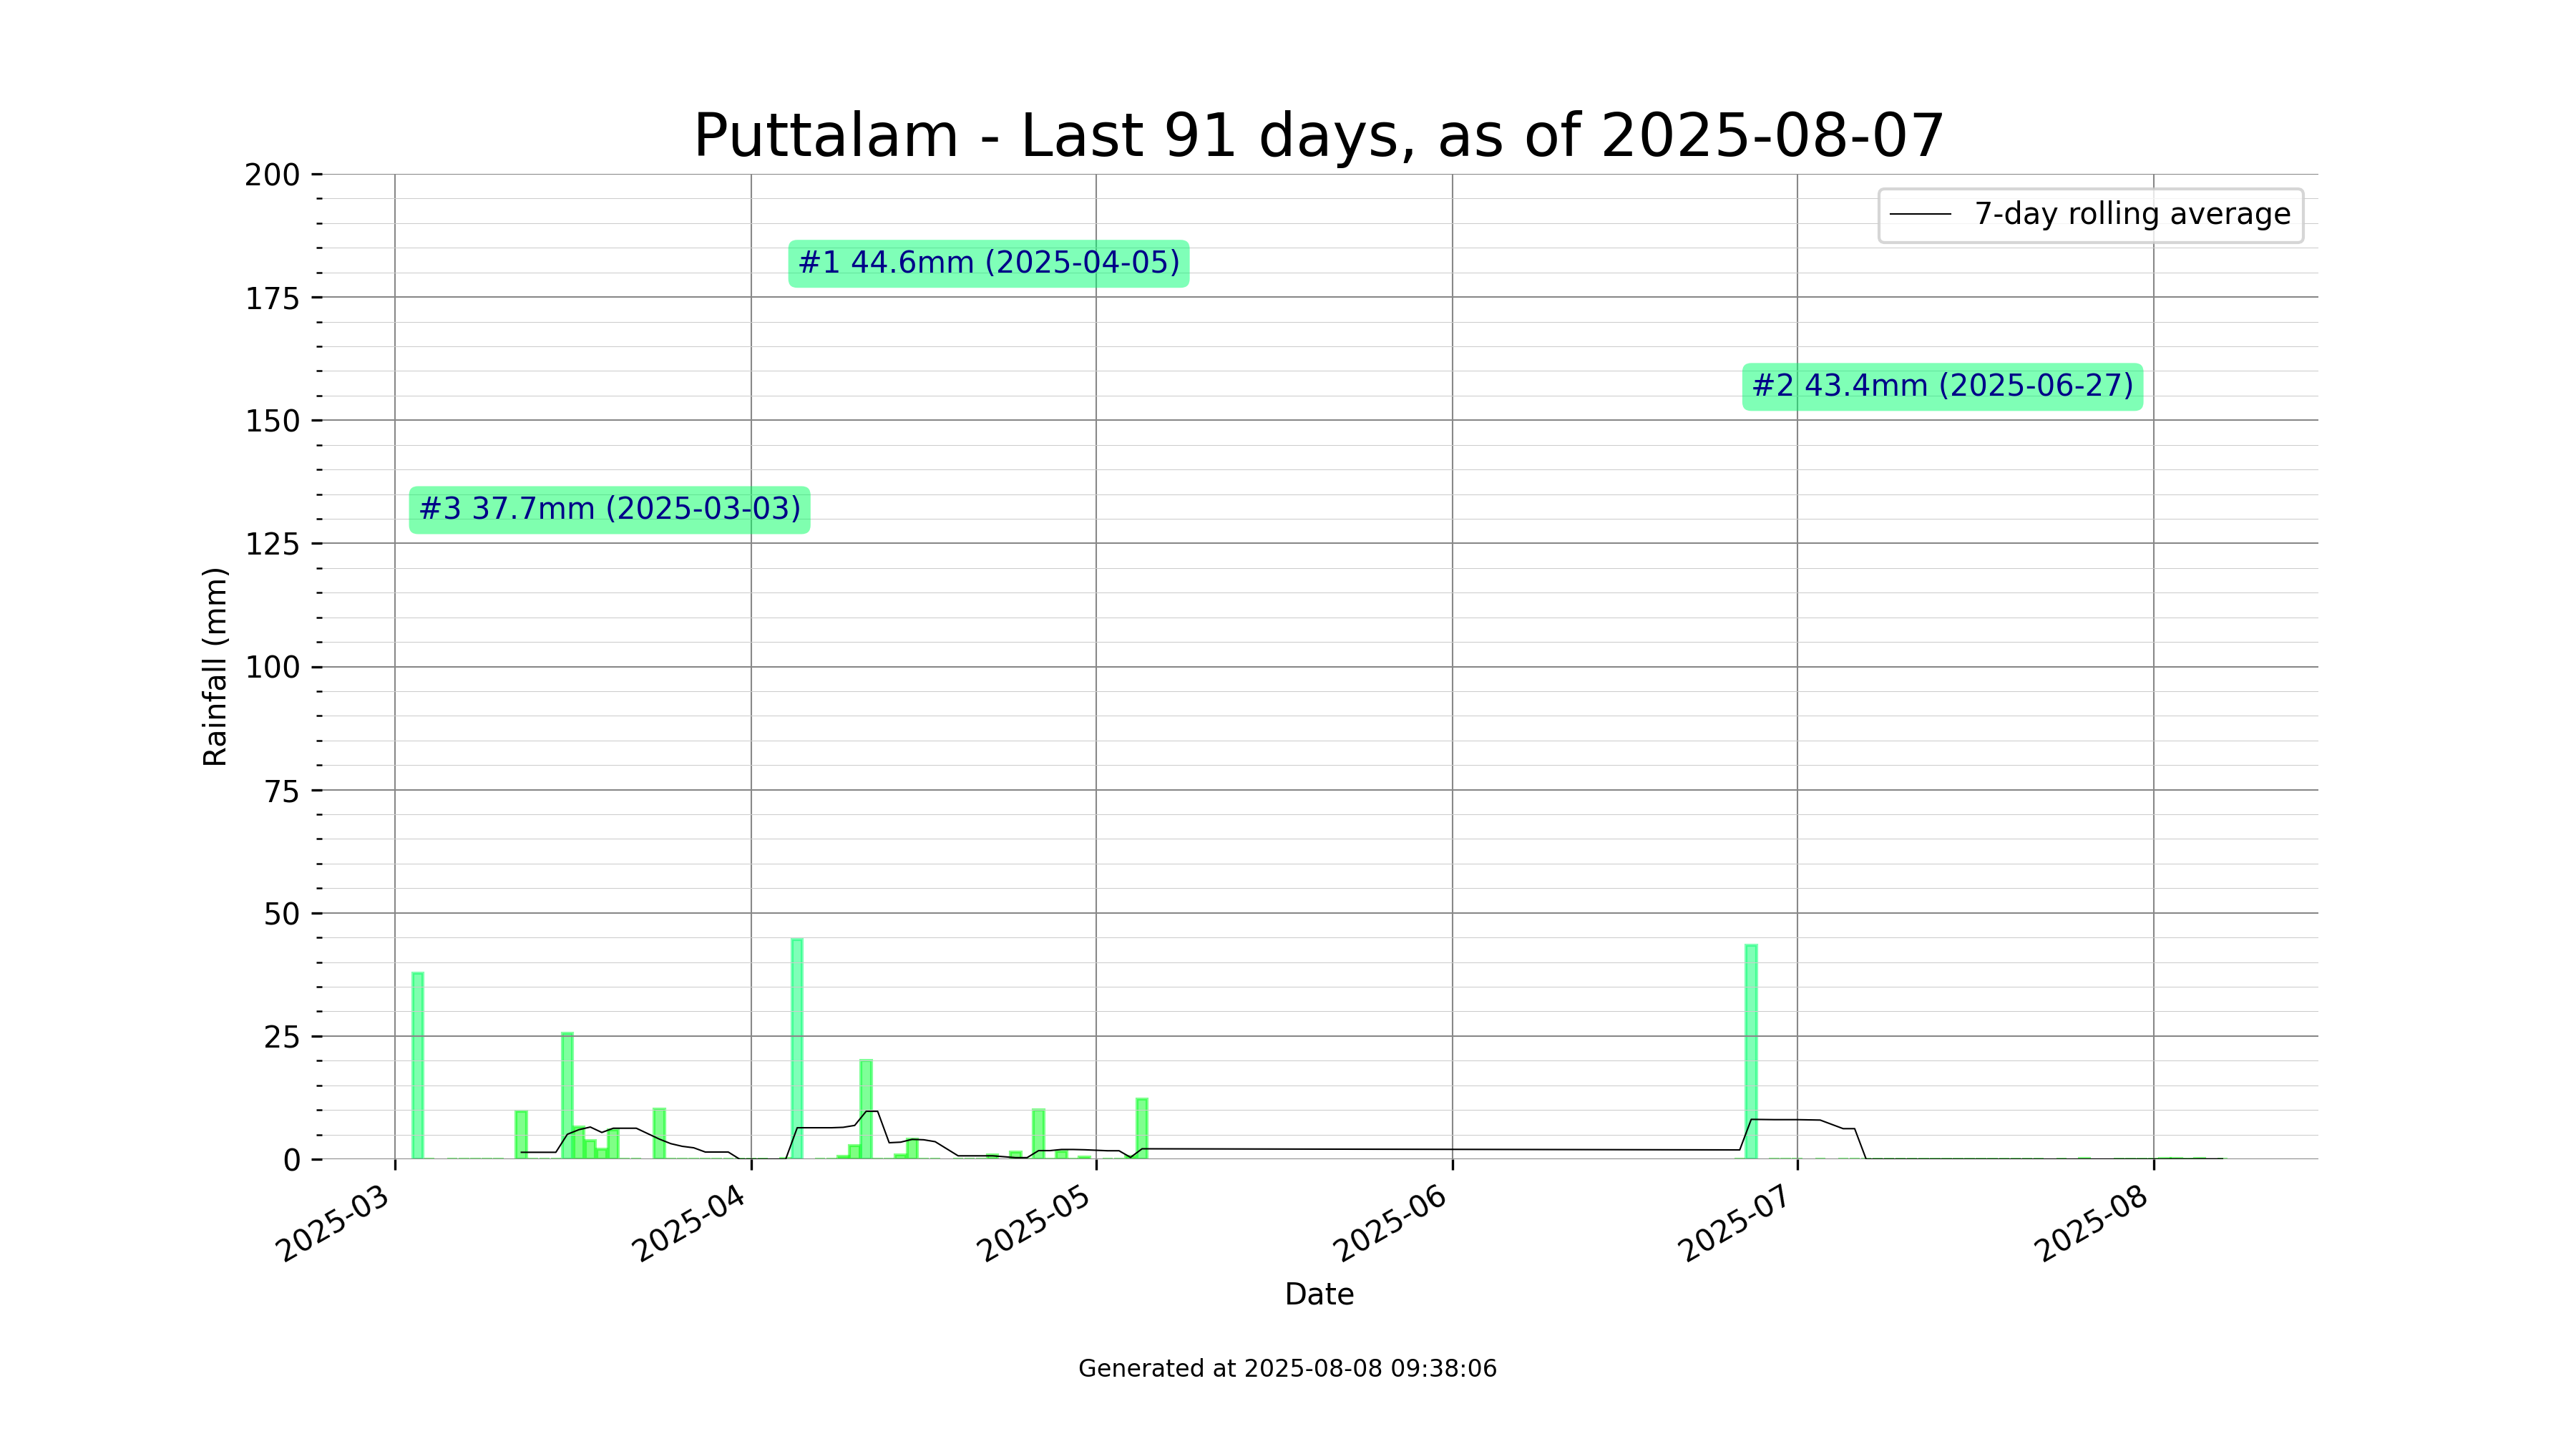 Puttalam - Last 91 days, as of 2025-08-07
7-day rolling average
#1 44.6mm (2025-04-05)
#2 43.4mm (2025-06-27)
#3 37.7mm (2025-03-03)
Rainfall (mm)
200
175
150
125
100
75
50
25
0
2025-03
2025-04
2025-05
2025-06
2025-07
2025-08
Date
Generated at 2025-08-08 09:38:06